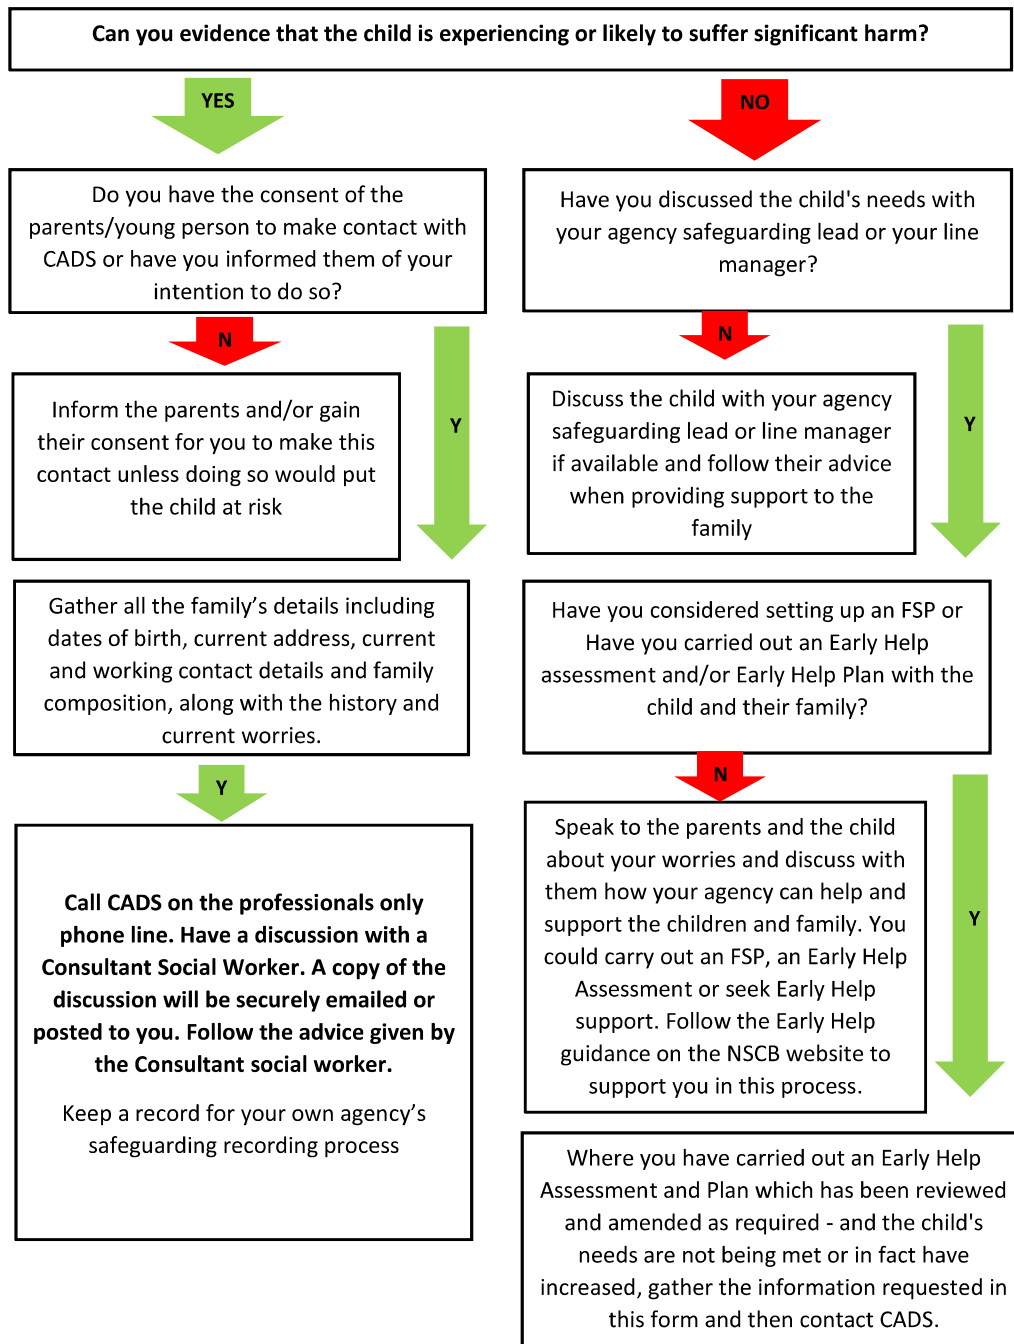 Can you evidence that the child is experiencing or likely to suffer significant harm?
YES
NO
Do you have the consent of the
parents/young person to make contact with
CADS or have you informed them of your
intention to do so?
Have you discussed the child's needs with
your agency safeguarding lead or your line
manager?
N
Y
N
Y
Inform the parents and/or gain
their consent for you to make this
contact unless doing so would put
the child at risk
Discuss the child with your agency
safeguarding lead or line manager
if available and follow their advice
when providing support to the
family
Gather all the family’s details including
dates of birth, current address, current
and working contact details and family
composition, along with the history and
current worries.
Have you considered setting up an FSP or
Have you carried out an Early Help
assessment and/or Early Help Plan with the
child and their family?
Y
N
Y
Call CADS on the professionals only
phone line. Have a discussion with a
Consultant Social Worker. A copy of the
discussion will be securely emailed or
posted to you. Follow the advice given by
the Consultant social worker.
Keep a record for your own agency’s
safeguarding recording process
Speak to the parents and the child
about your worries and discuss with
them how your agency can help and
support the children and family. You
could carry out an FSP, an Early Help
Assessment or seek Early Help
support. Follow the Early Help
guidance on the NSCB website to
support you in this process.
Where you have carried out an Early Help
Assessment and Plan which has been reviewed
and amended as required - and the child's
needs are not being met or in fact have
increased, gather the information requested in
this form and then contact CADS.